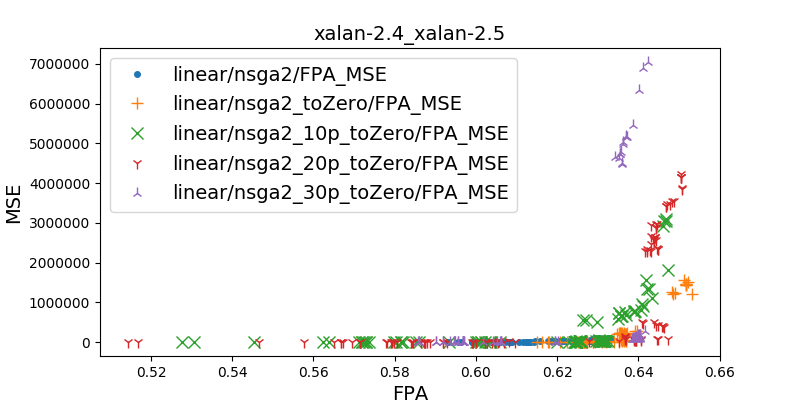 xalan-2.4_xalan-2.5
linear/nsga2/FPA_MSE
linear/nsga2_toZero/FPA_MSE
linear/nsga2_10p_toZero/FPA_MSE
linear/nsga2_20p_toZero/FPA_MSE
linear/nsga2_30p_toZero/FPA_MSE
MSE
7000000
6000000
5000000
4000000
3000000
2000000
1000000
0
0.52 0.54 0.56 0.58 0.60 0.62 0.64 0.66
FPA